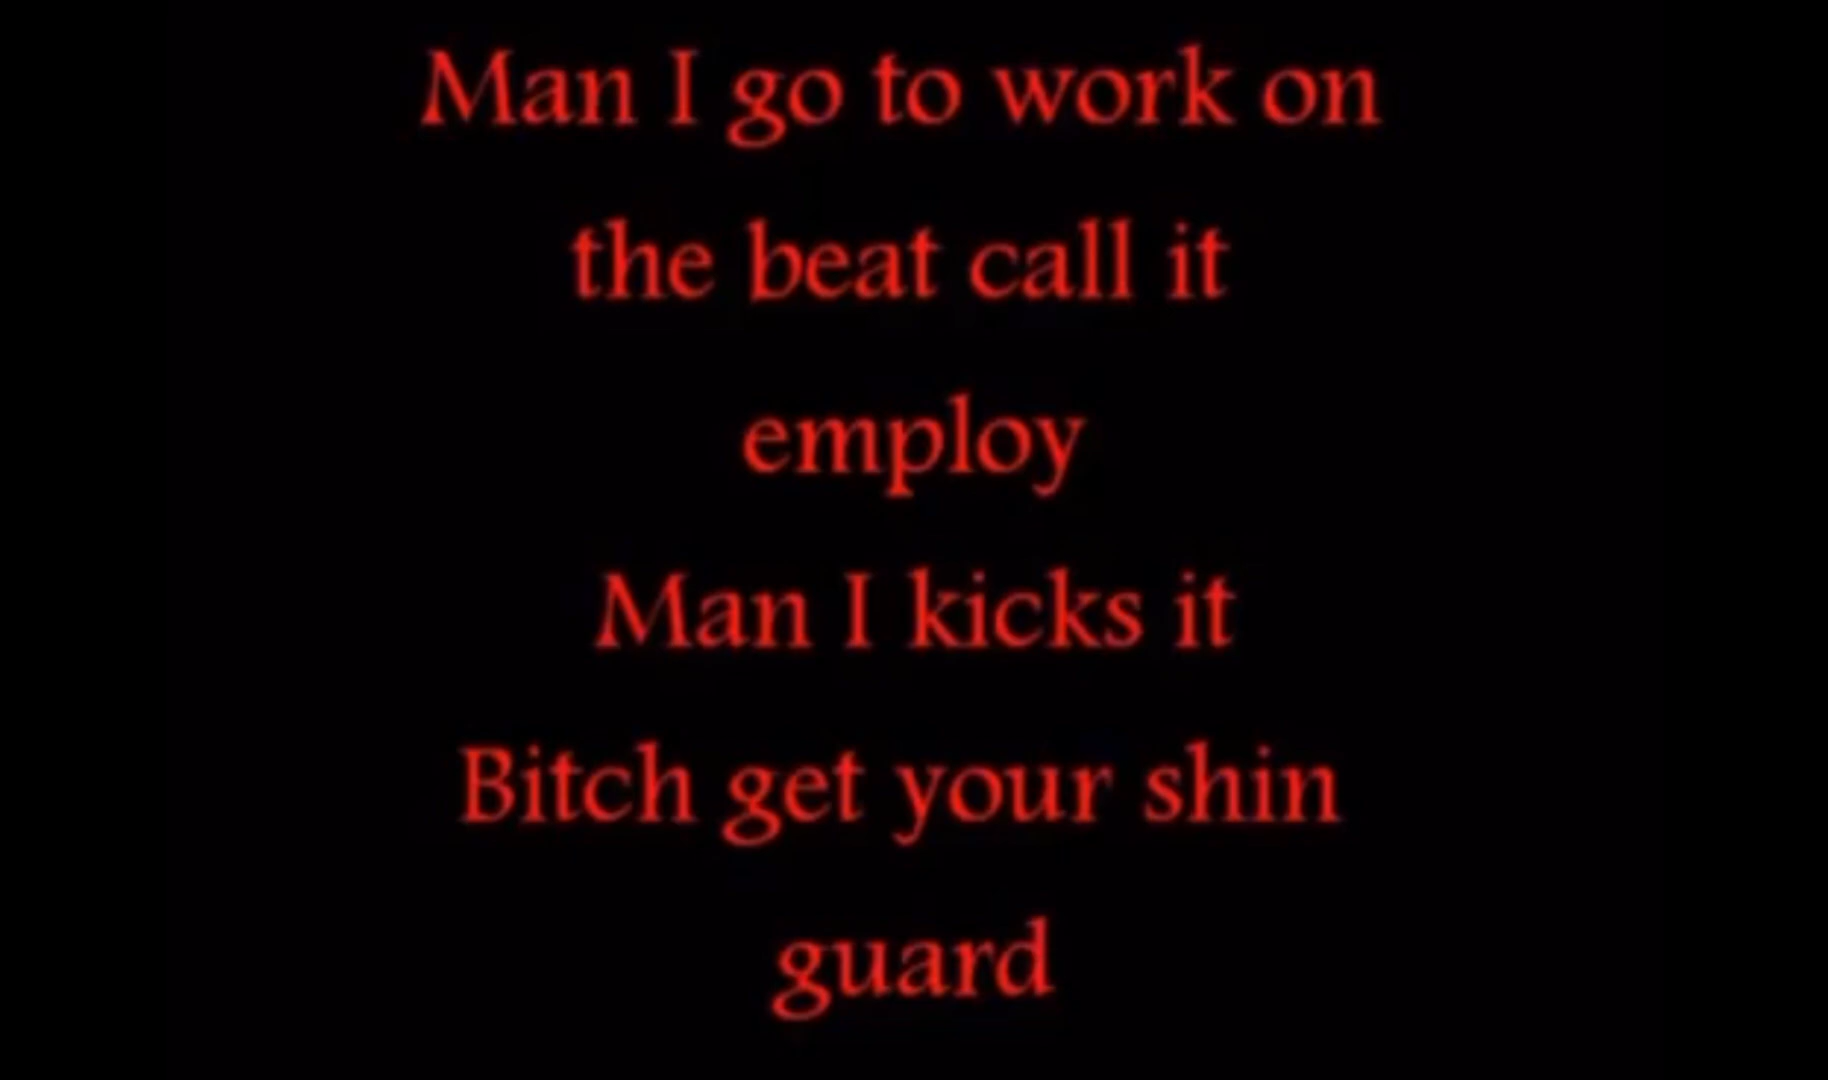 Man I go to work on
the beat call it
employ
Man I kicks it
Bitch get your shin
guard